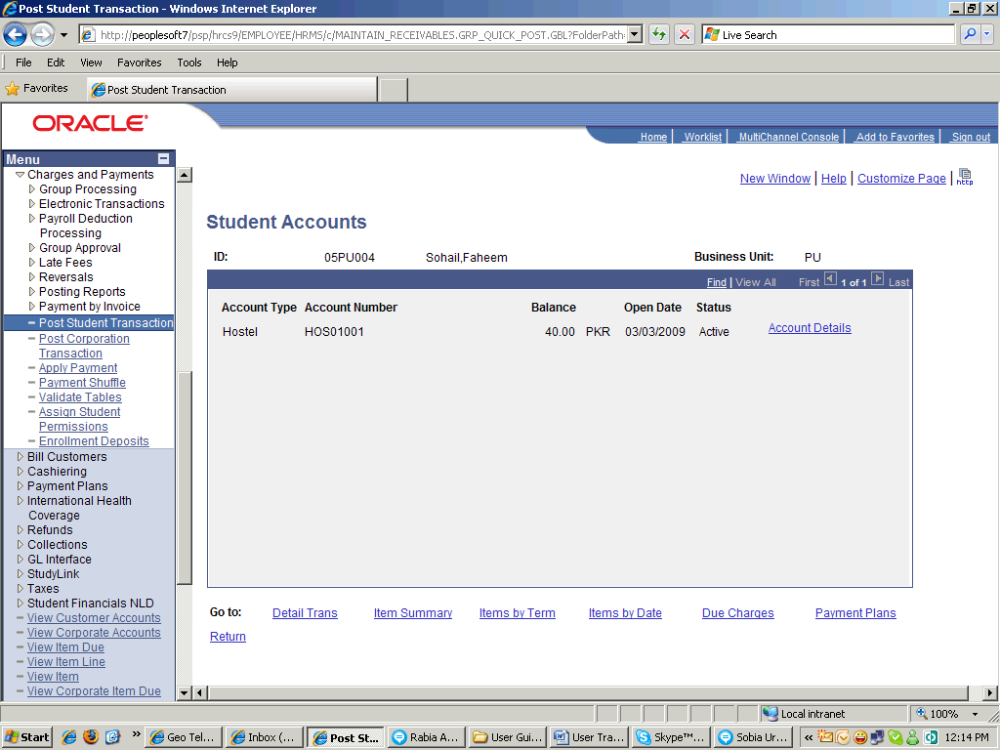 Post Student Transaction - Windows Internet Explorer
http://peoplesoft7/psp/hrcs9/EMPLOYEE/HRMS/c/MAINTAIN_RECEIVABLES.GRP_QUICK_POST.GBL?FolderPath=
Live Search
File Edit View Favorites Tools Help
Favorites
Post Student Transaction
ORACLE®
Home Worklist MultiChannel Console Add to Favorites Sign out
New Window | Help | Customize Page | http
Menu
Charges and Payments
Group Processing
Electronic Transactions
Payroll Deduction
Processing
Group Approval
Late Fees
Reversals
Posting Reports
Payment by Invoice
Post Student Transaction
Post Corporation
Transaction
Apply Payment
Payment Shuffle
Validate Tables
Assign Student
Permissions
Enrollment Deposits
Bill Customers
Cashiering
Payment Plans
International Health
Coverage
Refunds
Collections
GL Interface
StudyLink
Taxes
Student Financials NLD
View Customer Accounts
View Corporate Accounts
View Item Due
View Item Line
View Item
View Corporate Item Due
Student Accounts
ID: 05PU004 Sohail,Faheem Business Unit: PU
Find | View All First 1 of 1 Last
Account Type Account Number Balance Open Date Status
Hostel HOS01001 40.00 PKR 03/03/2009 Active Account Details
Go to: Detail Trans Item Summary Items by Term Items by Date Due Charges Payment Plans
Return
Local intranet 100%
Start » Geo Tel... Inbox (... Post St... Rabia A... User Gui... User Tra... Skype™... Sobia Ur... « 12:14 PM